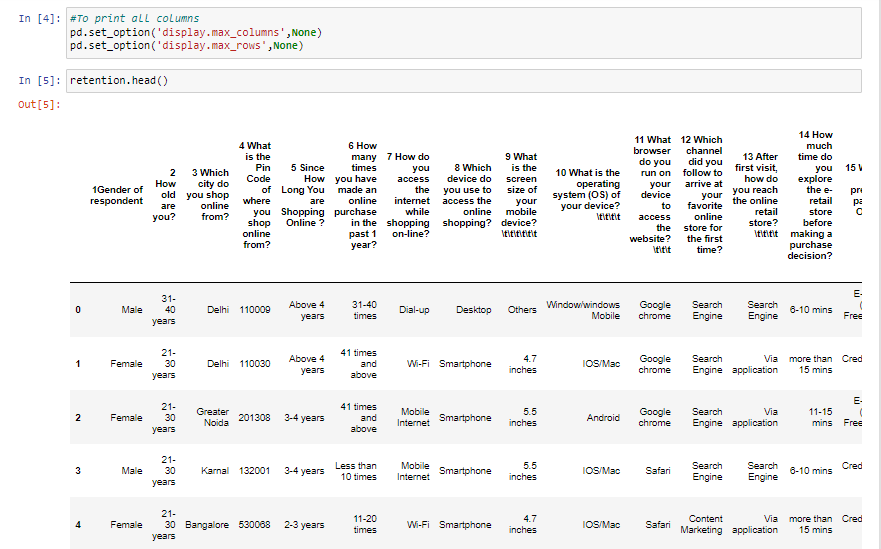 In [4]: #To print all columns
pd.set_option('display.max_columns',None)
pd.set_option('display.max_rows',None)
In [5]: retention.head()
Out[5]:
1Gender of respondent
2 How old are you?
3 Which city do you shop online from?
4 What is the Pin Code of where you shop online from?
5 Since How Long You are Shopping Online ?
6 How many times you have made an online purchase in the past 1 year?
7 How do you access the internet while shopping on-line?
8 Which device do you use to access the online shopping?
9 What is the screen size of your mobile device? \t\t\t\t\t\t
10 What is the operating system (OS) of your device? \t\t\t\t
11 What browser do you run on your device to access the website? \t\t\t
12 Which channel did you follow to arrive at your favorite online store for the first time?
13 After first visit, how do you reach the online retail store? \t\t\t\t
14 How much time do you explore the e- retail store before making a purchase decision?
15
0 Male 31-40 years Delhi 110009 Above 4 years 31-40 times Dial-up Desktop Others Window/windows Mobile Google chrome Search Engine Search Engine 6-10 mins
1 Female 21-30 years Delhi 110030 Above 4 years 41 times and above Wi-Fi Smartphone 4.7 inches IOS/Mac Google chrome Search Engine Via application more than 15 mins Cred
2 Female 21-30 years Greater Noida 201308 3-4 years 41 times and above Mobile Internet Smartphone 5.5 inches Android Google chrome Search Engine Via application 11-15 mins
3 Male 21-30 years Karnal 132001 3-4 years Less than 10 times Mobile Internet Smartphone 5.5 inches IOS/Mac Safari Search Engine Search Engine 6-10 mins Cred
4 Female 21-30 years Bangalore 530068 2-3 years 11-20 times Wi-Fi Smartphone 4.7 inches IOS/Mac Safari Content Marketing Via application more than 15 mins Cred